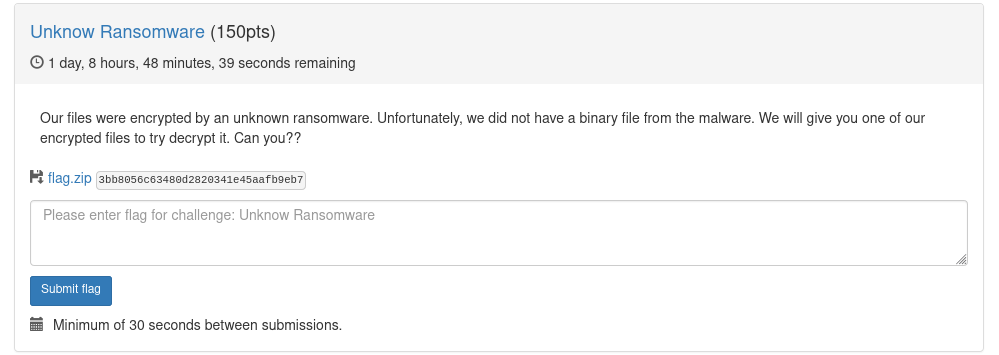 Unknow Ransomware (150pts)
1 day, 8 hours, 48 minutes, 39 seconds remaining
Our files were encrypted by an unknown ransomware. Unfortunately, we did not have a binary file from the malware. We will give you one of our
encrypted files to try decrypt it. Can you??
flag.zip 3bb8056c63480d2820341e45aafb9eb7
Please enter flag for challenge: Unknow Ransomware
Submit flag
Minimum of 30 seconds between submissions.